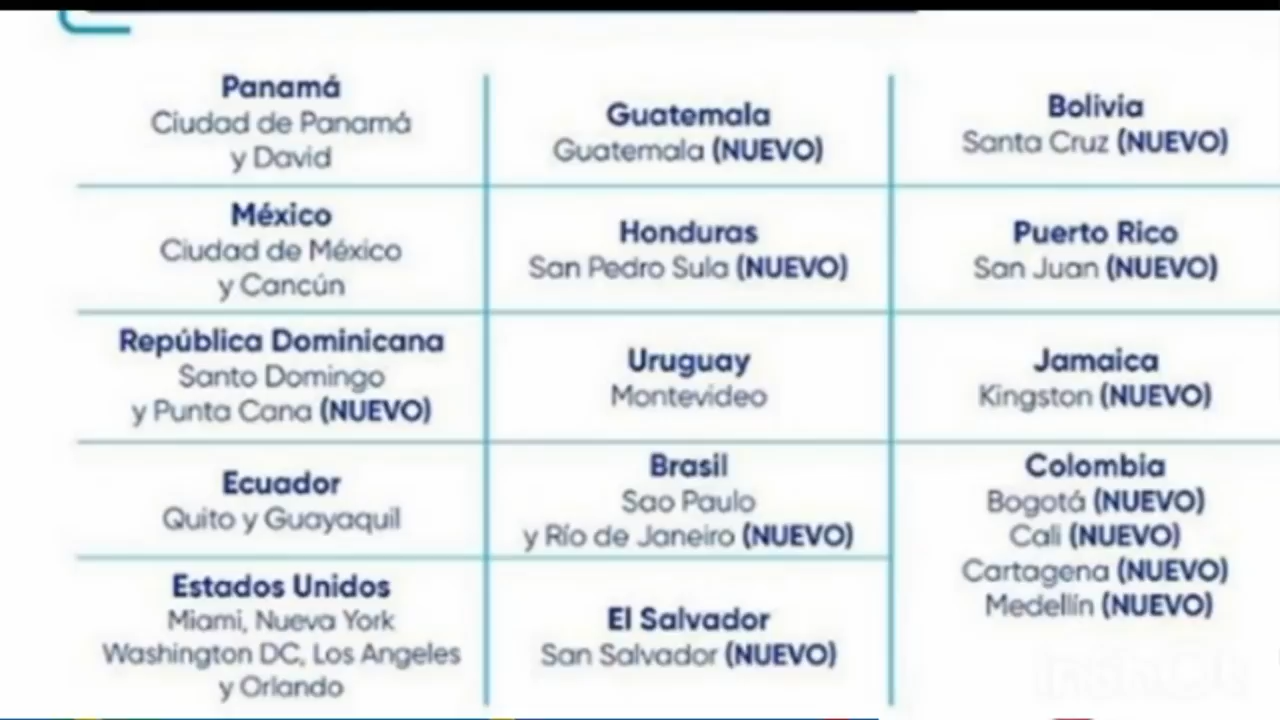 Panamá
Ciudad de Panamá
y David
Guatemala
Guatemala (NUEVO)
Bolivia
Santa Cruz (NUEVO)
México
Ciudad de México
y Cancún
Honduras
San Pedro Sula (NUEVO)
Puerto Rico
San Juan (NUEVO)
República Dominicana
Santo Domingo
y Punta Cana (NUEVO)
Uruguay
Montevideo
Jamaica
Kingston (NUEVO)
Ecuador
Quito y Guayaquil
Brasil
Sao Paulo
y Río de Janeiro (NUEVO)
Colombia
Bogotá (NUEVO)
Cali (NUEVO)
Cartagena (NUEVO)
Medellín (NUEVO)
Estados Unidos
Miami, Nueva York
Washington DC, Los Angeles
y Orlando
El Salvador
San Salvador (NUEVO)